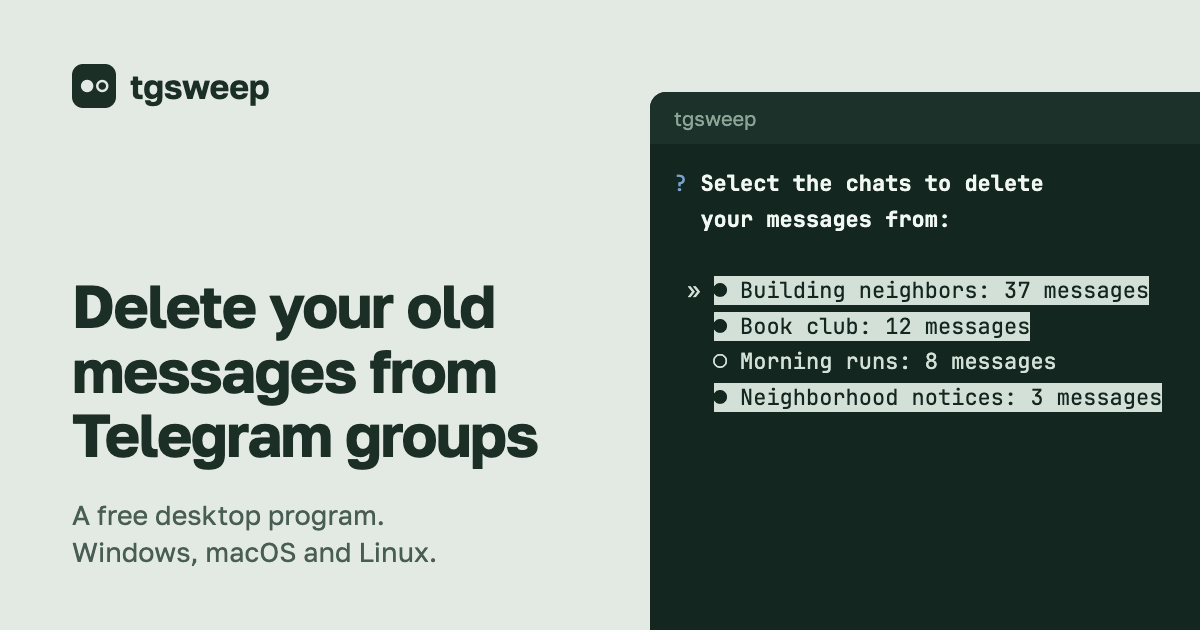 tgsweep
Delete your old
messages from
Telegram groups
A free desktop program.
Windows, macOS and Linux.
tgsweep
? Select the chats to delete
your messages from:
» ● Building neighbors: 37 messages
● Book club: 12 messages
○ Morning runs: 8 messages
● Neighborhood notices: 3 messages